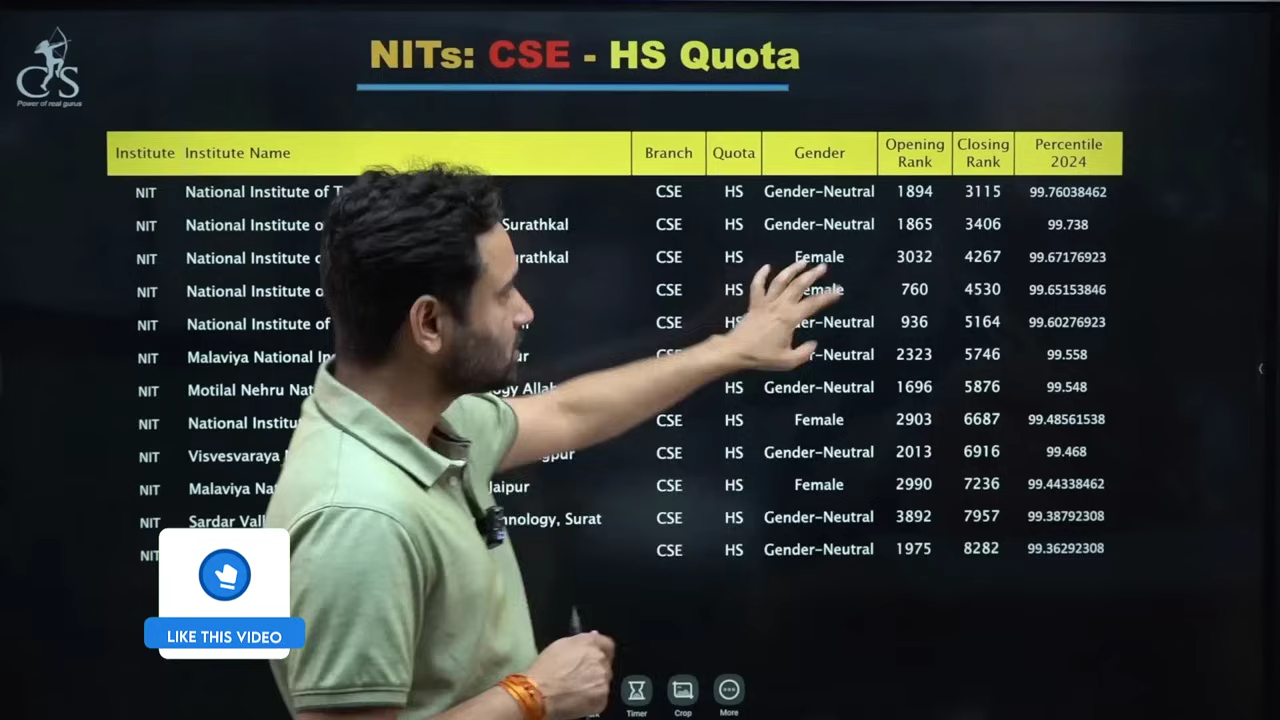 CS
Power of real gurus
NITs: CSE - HS Quota
Institute Institute Name Branch Quota Gender Opening Rank Closing Rank Percentile 2024
NIT National Institute of CSE HS Gender-Neutral 1894 3115 99.76038462
NIT National Institute Surathkal CSE HS Gender-Neutral 1865 3406 99.738
NIT National Institute CSE HS Female 3032 4267 99.67176923
NIT National Institute CSE HS 760 4530 99.65153846
NIT National Institute of 936 5164 99.60276923
NIT Malaviya National 2323 5746 99.558
NIT Motilal Nehru HS Gender-Neutral 1696 5876 99.548
NIT National CSE HS Female 2903 6687 99.48561538
NIT Visvesvaraya CSE HS Gender-Neutral 2013 6916 99.468
NIT Malaviya Jaipur CSE HS Female 2990 7236 99.44338462
NIT Sardar Surat CSE HS Gender-Neutral 3892 7957 99.38792308
NIT CSE HS Gender-Neutral 1975 8282 99.36292308
LIKE THIS VIDEO
Timer Crop More